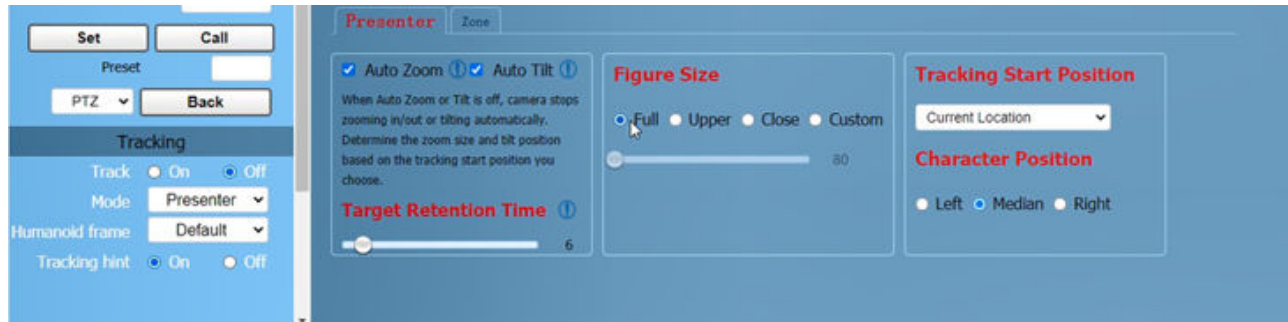 Set Call
Preset
PTZ Back
Tracking
Track On Off
Mode Presenter
Humanoid frame Default
Tracking hint On Off
Presenter Zone
Auto Zoom Auto Tilt
When Auto Zoom or Tilt is off, camera stops
zooming in/out or tilting automatically.
Determine the zoom size and tilt position
based on the tracking start position you
choose.
Target Retention Time
6
Figure Size
Full Upper Close Custom
80
Tracking Start Position
Current Location
Character Position
Left Median Right